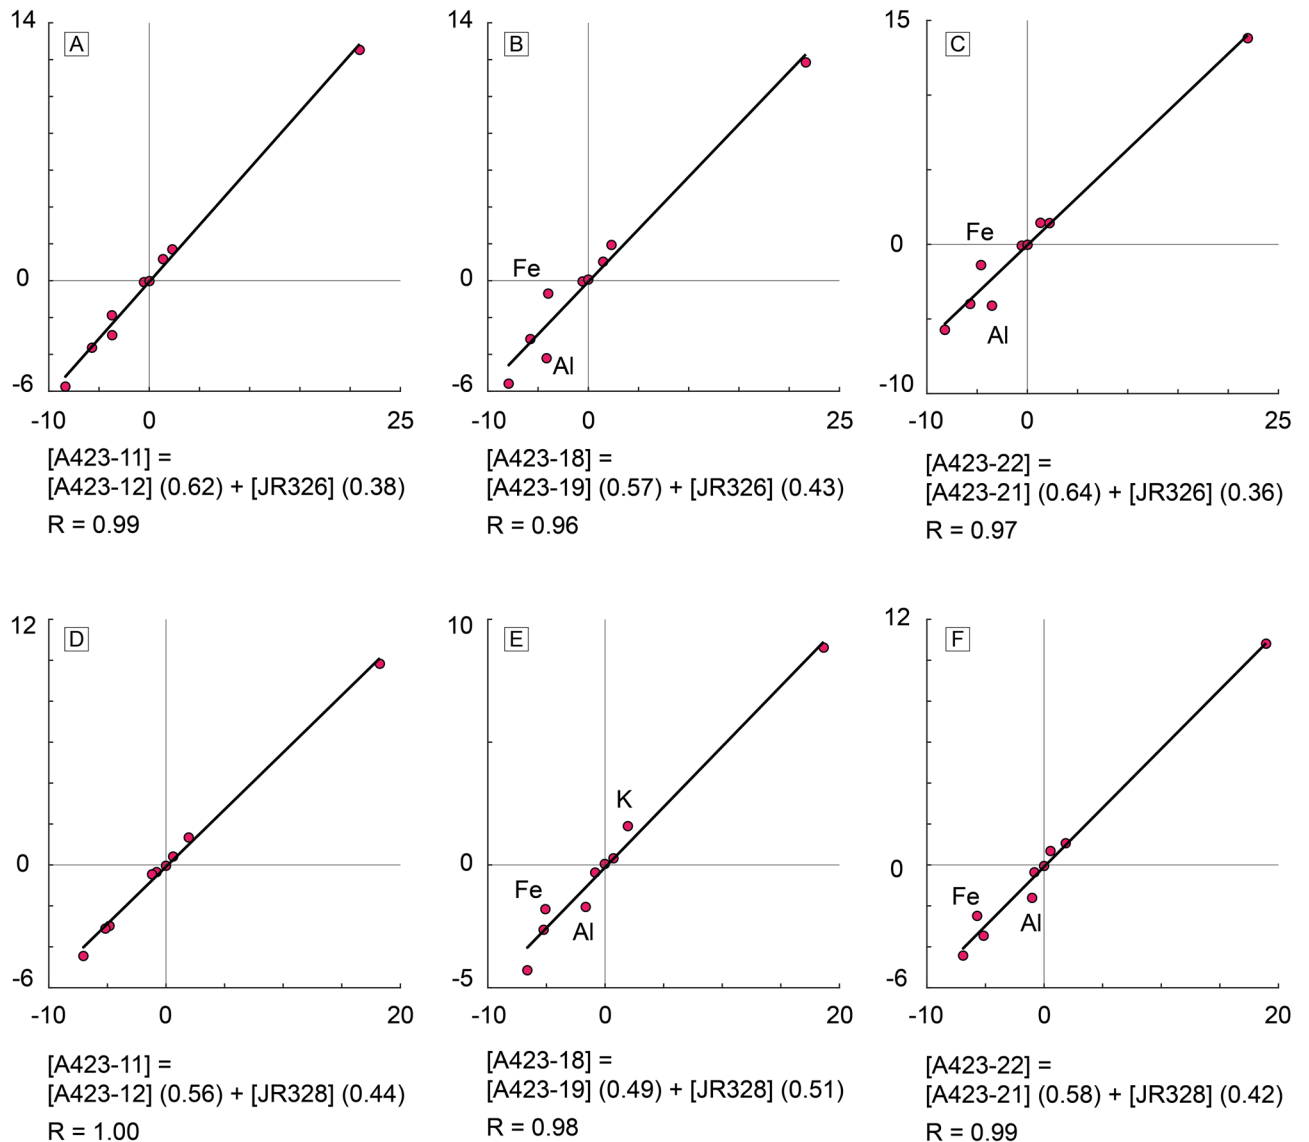 14
A
0
-6
-10 0 25
[A423-11] =
[A423-12] (0.62) + [JR326] (0.38)
R = 0.99
14
B
Fe
0
Al
-6
-10 0 25
[A423-18] =
[A423-19] (0.57) + [JR326] (0.43)
R = 0.96
15
C
Fe
0
Al
-10
-10 0 25
[A423-22] =
[A423-21] (0.64) + [JR326] (0.36)
R = 0.97
12
D
0
-6
-10 0 20
[A423-11] =
[A423-12] (0.56) + [JR328] (0.44)
R = 1.00
10
E
K
0
Fe
Al
-5
-10 0 20
[A423-18] =
[A423-19] (0.49) + [JR328] (0.51)
R = 0.98
12
F
0
Fe
Al
-6
-10 0 20
[A423-22] =
[A423-21] (0.58) + [JR328] (0.42)
R = 0.99